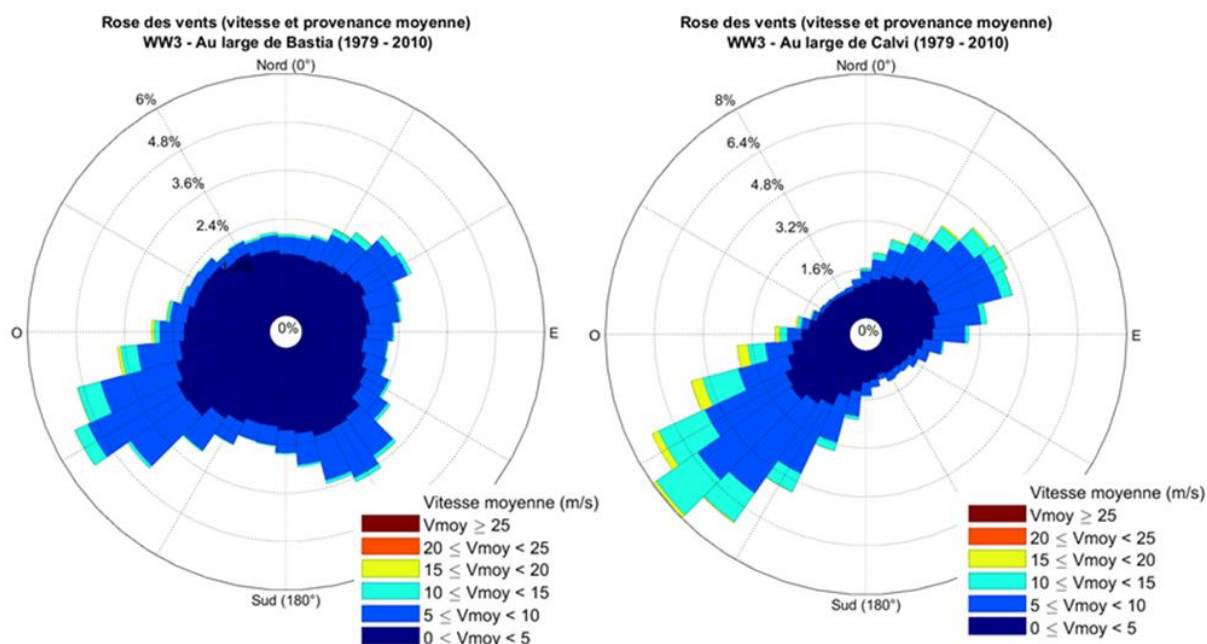 Rose des vents (vitesse et provenance moyenne)
WW3 - Au large de Bastia (1979 - 2010)
Nord (0°)
6%
4.8%
3.6%
2.4%
0%
O
E
Sud (180°)
Vitesse moyenne (m/s)
Vmoy ≥ 25
20 ≤ Vmoy < 25
15 ≤ Vmoy < 20
10 ≤ Vmoy < 15
5 ≤ Vmoy < 10
0 < Vmoy < 5
Rose des vents (vitesse et provenance moyenne)
WW3 - Au large de Calvi (1979 - 2010)
Nord (0°)
8%
6.4%
4.8%
3.2%
1.6%
0%
O
E
Sud (180°)
Vitesse moyenne (m/s)
Vmoy ≥ 25
20 ≤ Vmoy < 25
15 ≤ Vmoy < 20
10 ≤ Vmoy < 15
5 ≤ Vmoy < 10
0 < Vmoy < 5